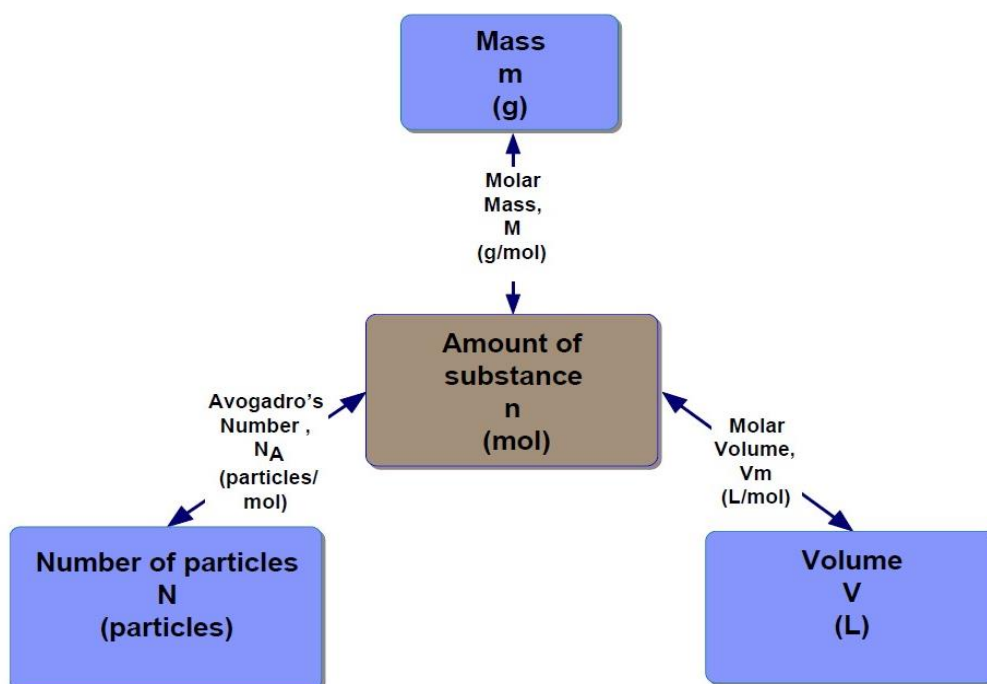 Mass
m
(g)
Molar
Mass,
M
(g/mol)
Amount of
substance
n
(mol)
Avogadro’s
Number ,
NA
(particles/
mol)
Molar
Volume,
Vm
(L/mol)
Number of particles
N
(particles)
Volume
V
(L)